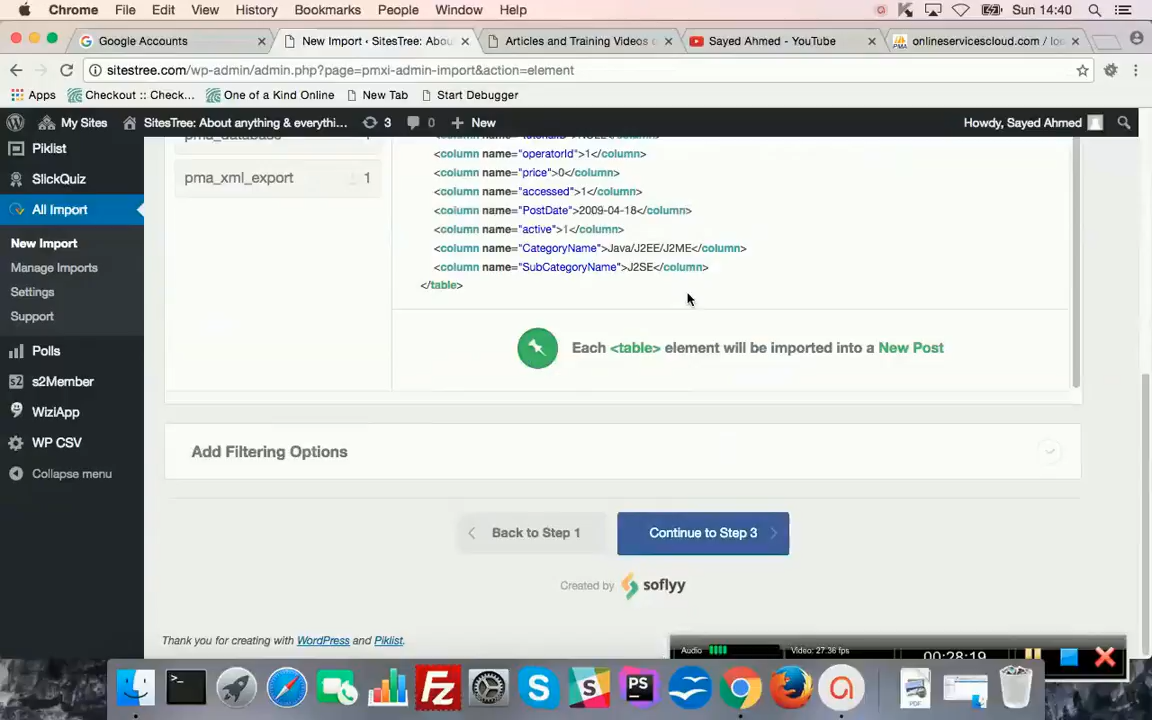 Chrome File Edit View History Bookmarks People Window Help Sun 14:40
Google Accounts × New Import ‹ SitesTree: Abou × Articles and Training Videos o × Sayed Ahmed - YouTube × onlineservicescloud.com / loc ×
sitestree.com/wp-admin/admin.php?page=pmxi-admin-import&action=element
Apps Checkout :: Check... One of a Kind Online New Tab Start Debugger
My Sites SitesTree: About anything & everythi... 3 0 + New Howdy, Sayed Ahmed
pma_database
Piklist
<column name="operatorId">1</column>
<column name="price">0</column>
pma_xml_export 1
SlickQuiz
<column name="accessed">1</column>
All Import
<column name="PostDate">2009-04-18</column>
<column name="active">1</column>
New Import
<column name="CategoryName">Java/J2EE/J2ME</column>
Manage Imports
<column name="SubCategoryName">J2SE</column>
</table>
Settings
Support
Each <table> element will be imported into a New Post
Polls
s2Member
WiziApp
WP CSV
Collapse menu
Add Filtering Options
Back to Step 1
Continue to Step 3
Created by soflyy
Thank you for creating with WordPress and Piklist.
Audio Video: 27.36 fps 00:28:19